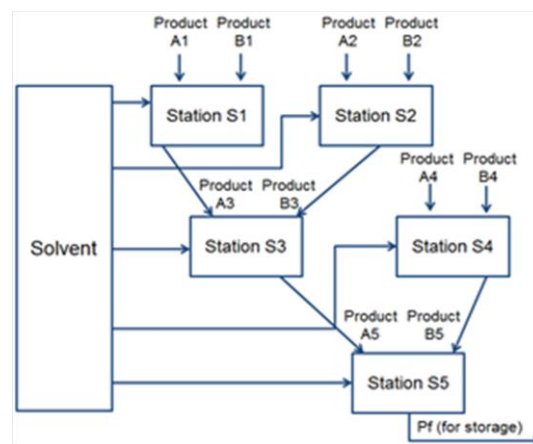 Product
A1
Product
B1
Product
A2
Product
B2
Station S1
Station S2
Product
A3
Product
B3
Product
A4
Product
B4
Solvent
Station S3
Station S4
Product
A5
Product
B5
Station S5
Pf (for storage)